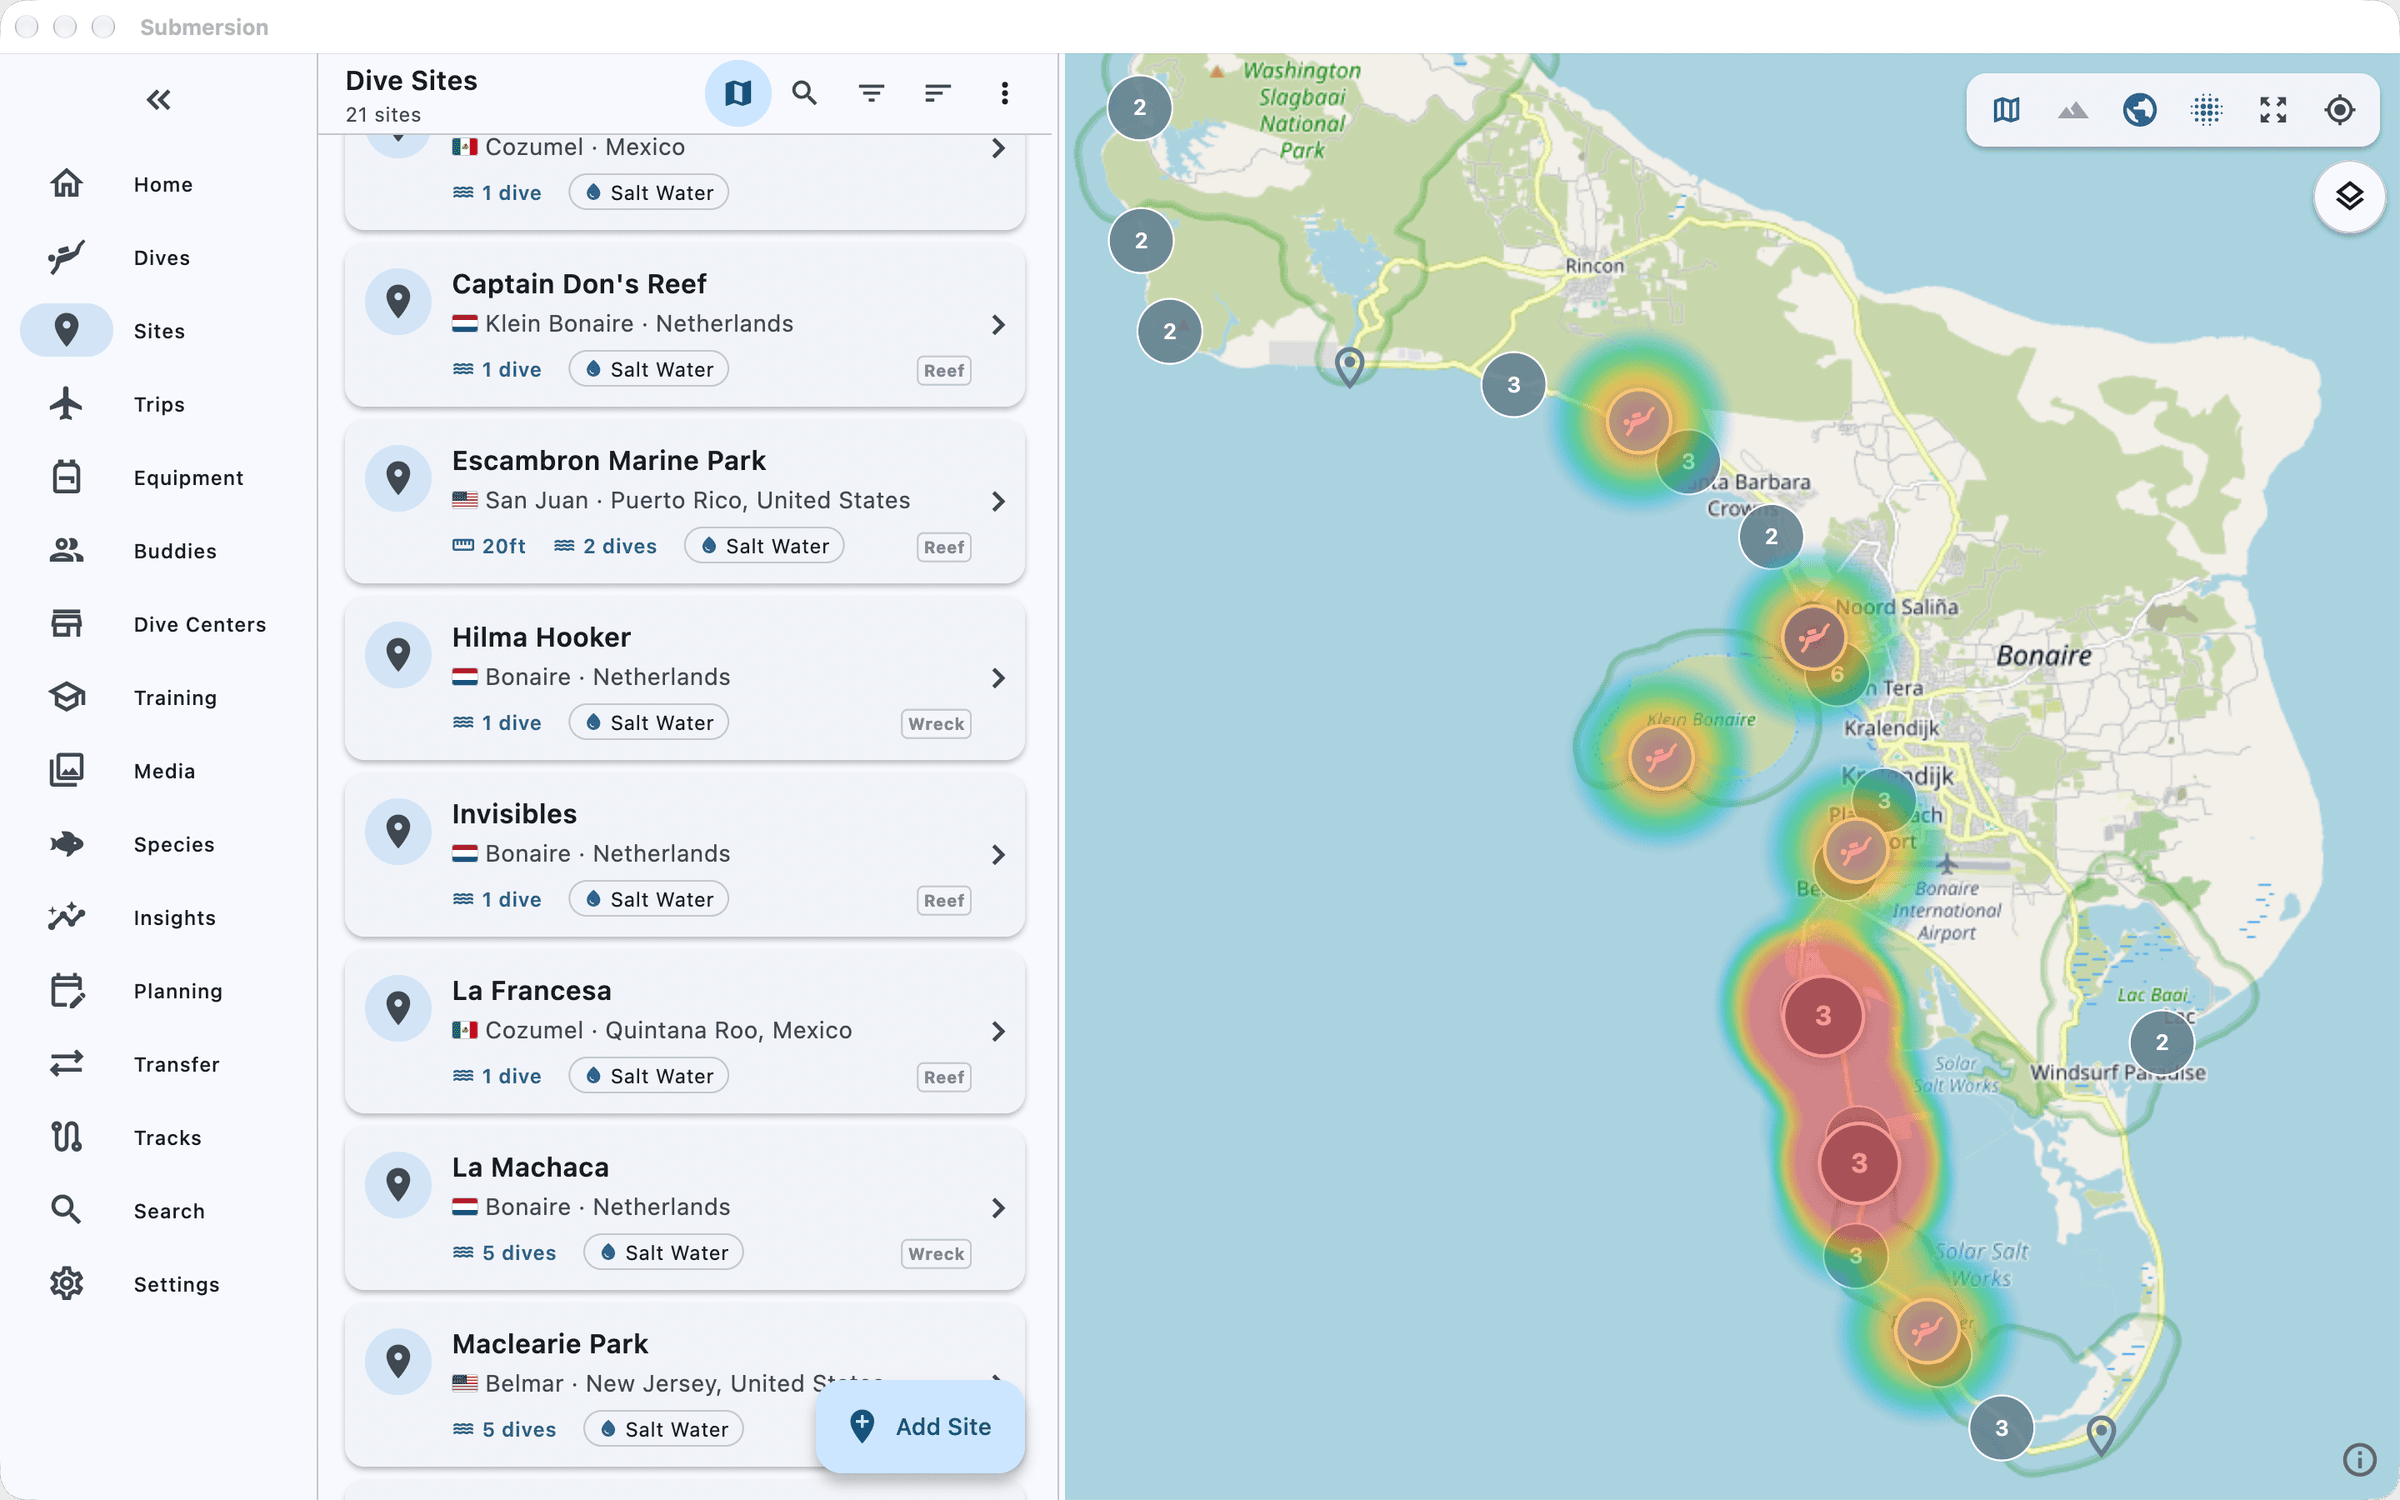 Submersion
Home
Dives
Sites
Trips
Equipment
Buddies
Dive Centers
Training
Media
Species
Insights
Planning
Transfer
Tracks
Search
Settings
Dive Sites
21 sites
Cozumel · Mexico
1 dive
Salt Water
Captain Don's Reef
Klein Bonaire · Netherlands
1 dive
Salt Water
Reef
Escambron Marine Park
San Juan · Puerto Rico, United States
20ft
2 dives
Salt Water
Reef
Hilma Hooker
Bonaire · Netherlands
1 dive
Salt Water
Wreck
Invisibles
Bonaire · Netherlands
1 dive
Salt Water
Reef
La Francesa
Cozumel · Quintana Roo, Mexico
1 dive
Salt Water
Reef
La Machaca
Bonaire · Netherlands
5 dives
Salt Water
Wreck
Maclearie Park
Belmar · New Jersey, United
5 dives
Salt Water
Add Site
Washington
Slagbaai
National
Park
2
2
2
Rincon
3
3
Barbara
2
Noord Saliña
6
Tera
Bonaire
Klein Bonaire
Kralendijk
3
Bonaire
International
Airport
3
Lac Baai
Lac
2
Windsurf Paradise
Solar
Salt Works
3
3
Solar Salt
Works
3